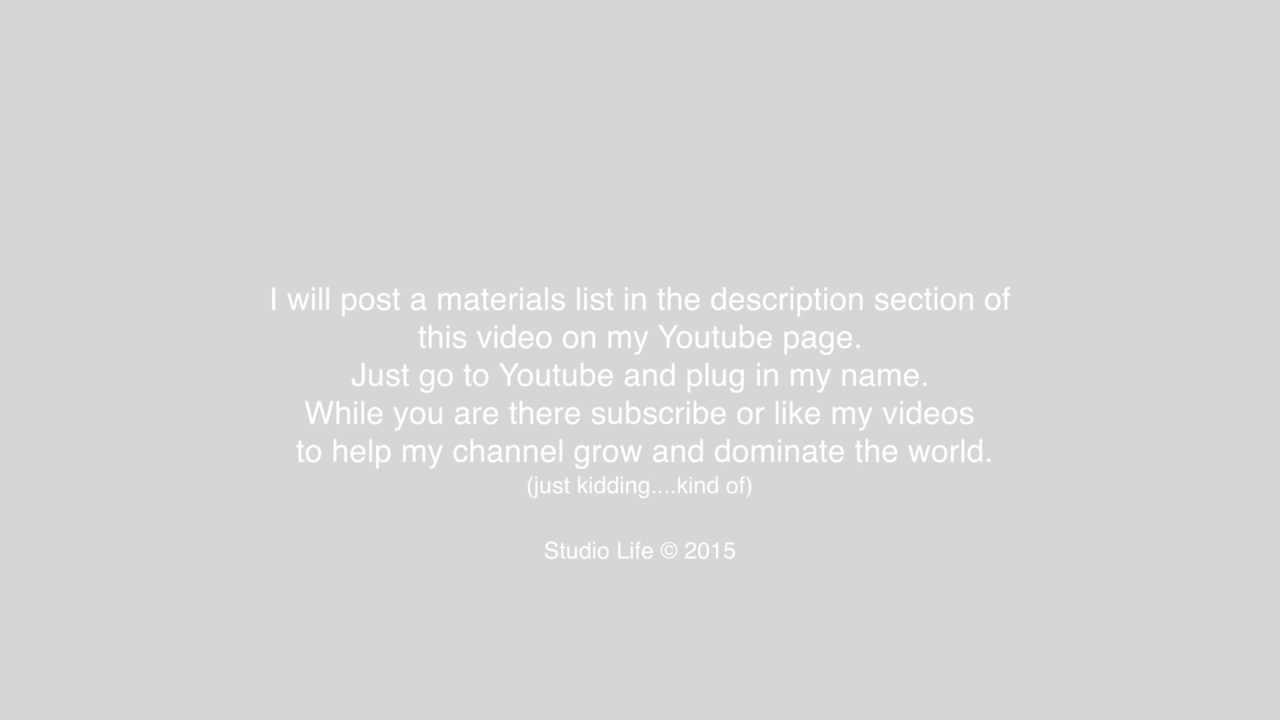 I will post a materials list in the description section of
this video on my Youtube page.
Just go to Youtube and plug in my name.
While you are there subscribe or like my videos
to help my channel grow and dominate the world.
(just kidding....kind of)
Studio Life © 2015